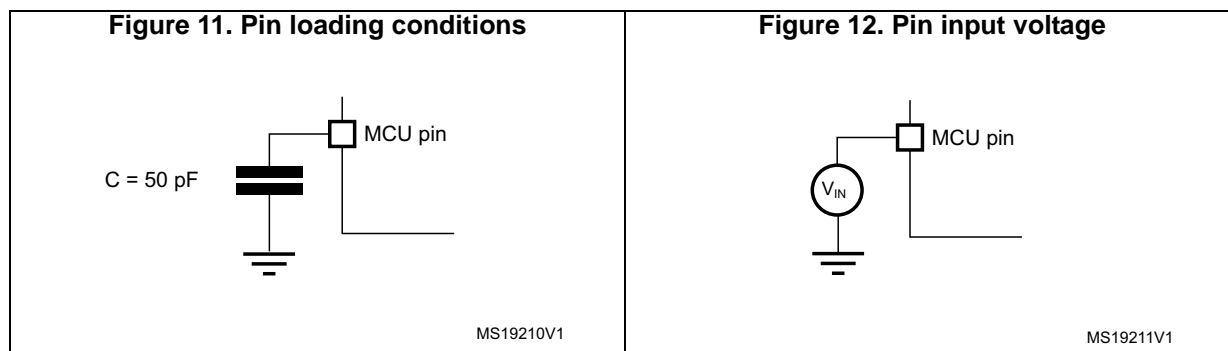 Figure 11. Pin loading conditions
MCU pin
C = 50 pF
MS19210V1
Figure 12. Pin input voltage
MCU pin
VIN
MS19211V1